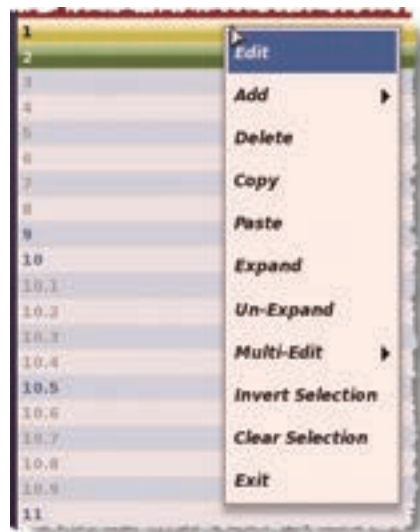 1
2
3
4
5
6
7
8
9
10
10.1
10.2
10.3
10.4
10.5
10.6
10.7
10.8
10.9
11
Edit
Add
Delete
Copy
Paste
Expand
Un-Expand
Multi-Edit
Invert Selection
Clear Selection
Exit